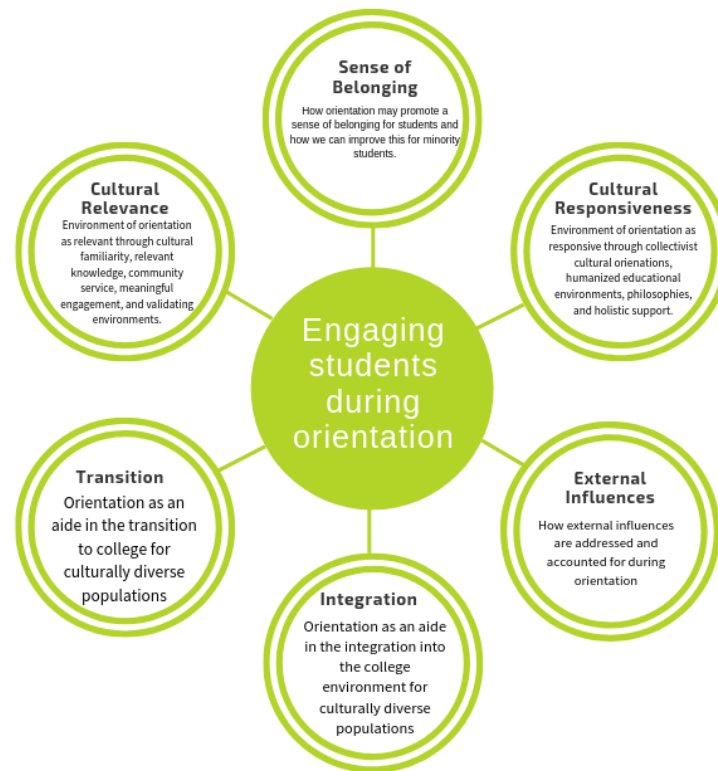 Sense of
Belonging
How orientation may promote a
sense of belonging for students and
how we can improve this for minority
students.
Cultural
Relevance
Environment of orientation
as relevant through cultural
familiarity, relevant
knowledge, community
service, meaningful
engagement, and validating
environments.
Cultural
Responsiveness
Environment of orientation as
responsive through collectivist
cultural orienations,
humanized educational
environments, philosophies,
and holistic support.
Engaging
students
during
orientation
Transition
Orientation as an
aide in the transition
to college for
culturally diverse
populations
External
Influences
How external influences
are addressed and
accounted for during
orientation
Integration
Orientation as an aide
in the integration into
the college
environment for
culturally diverse
populations